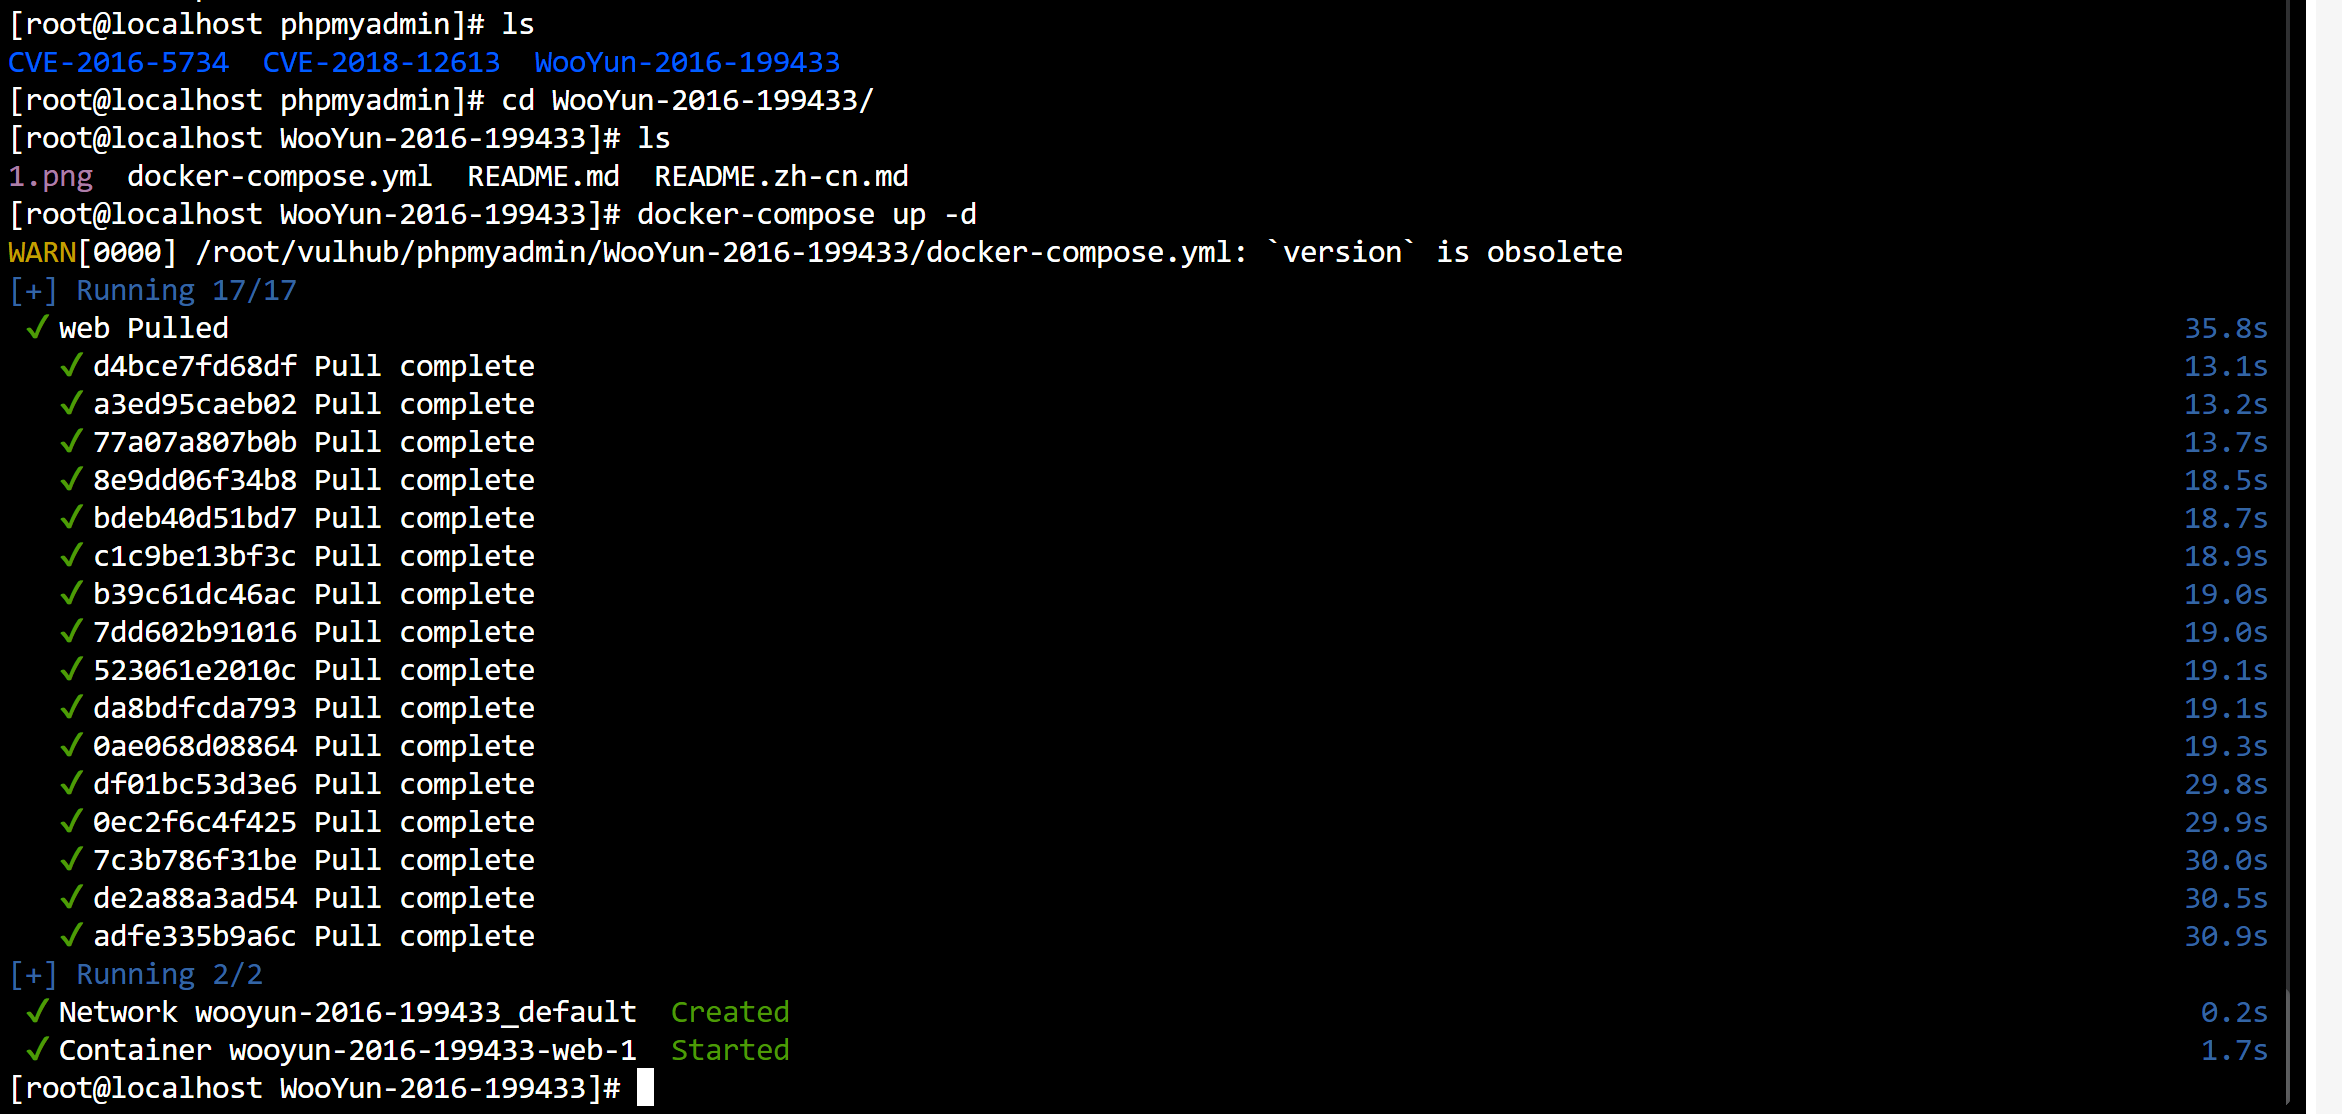 [root@localhost phpmyadmin]# ls
CVE-2016-5734  CVE-2018-12613  WooYun-2016-199433
[root@localhost phpmyadmin]# cd WooYun-2016-199433/
[root@localhost WooYun-2016-199433]# ls
1.png  docker-compose.yml  README.md  README.zh-cn.md
[root@localhost WooYun-2016-199433]# docker-compose up -d
WARN[0000] /root/vulhub/phpmyadmin/WooYun-2016-199433/docker-compose.yml: `version` is obsolete
[+] Running 17/17
✔ web Pulled 35.8s
✔ d4bce7fd68df Pull complete 13.1s
✔ a3ed95caeb02 Pull complete 13.2s
✔ 77a07a807b0b Pull complete 13.7s
✔ 8e9dd06f34b8 Pull complete 18.5s
✔ bdeb40d51bd7 Pull complete 18.7s
✔ c1c9be13bf3c Pull complete 18.9s
✔ b39c61dc46ac Pull complete 19.0s
✔ 7dd602b91016 Pull complete 19.0s
✔ 523061e2010c Pull complete 19.1s
✔ da8bdfcda793 Pull complete 19.1s
✔ 0ae068d08864 Pull complete 19.3s
✔ df01bc53d3e6 Pull complete 29.8s
✔ 0ec2f6c4f425 Pull complete 29.9s
✔ 7c3b786f31be Pull complete 30.0s
✔ de2a88a3ad54 Pull complete 30.5s
✔ adfe335b9a6c Pull complete 30.9s
[+] Running 2/2
✔ Network wooyun-2016-199433_default  Created 0.2s
✔ Container wooyun-2016-199433-web-1  Started 1.7s
[root@localhost WooYun-2016-199433]#